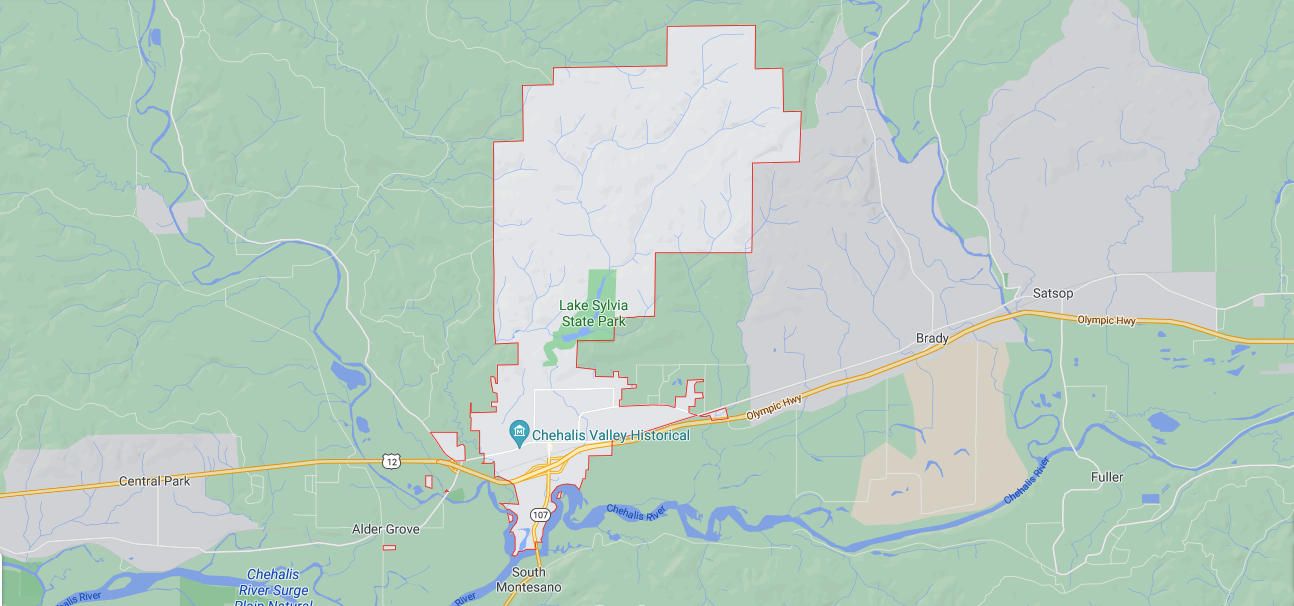 Lake Sylvia
State Park
Satsop
Olympic Hwy
Brady
Olympic Hwy
Chehalis Valley Historical
12
Central Park
Fuller
Chehalis River
107
Chehalis River
Alder Grove
South
Montesano
Chehalis
River Surge
Plain Natural
alis River
River